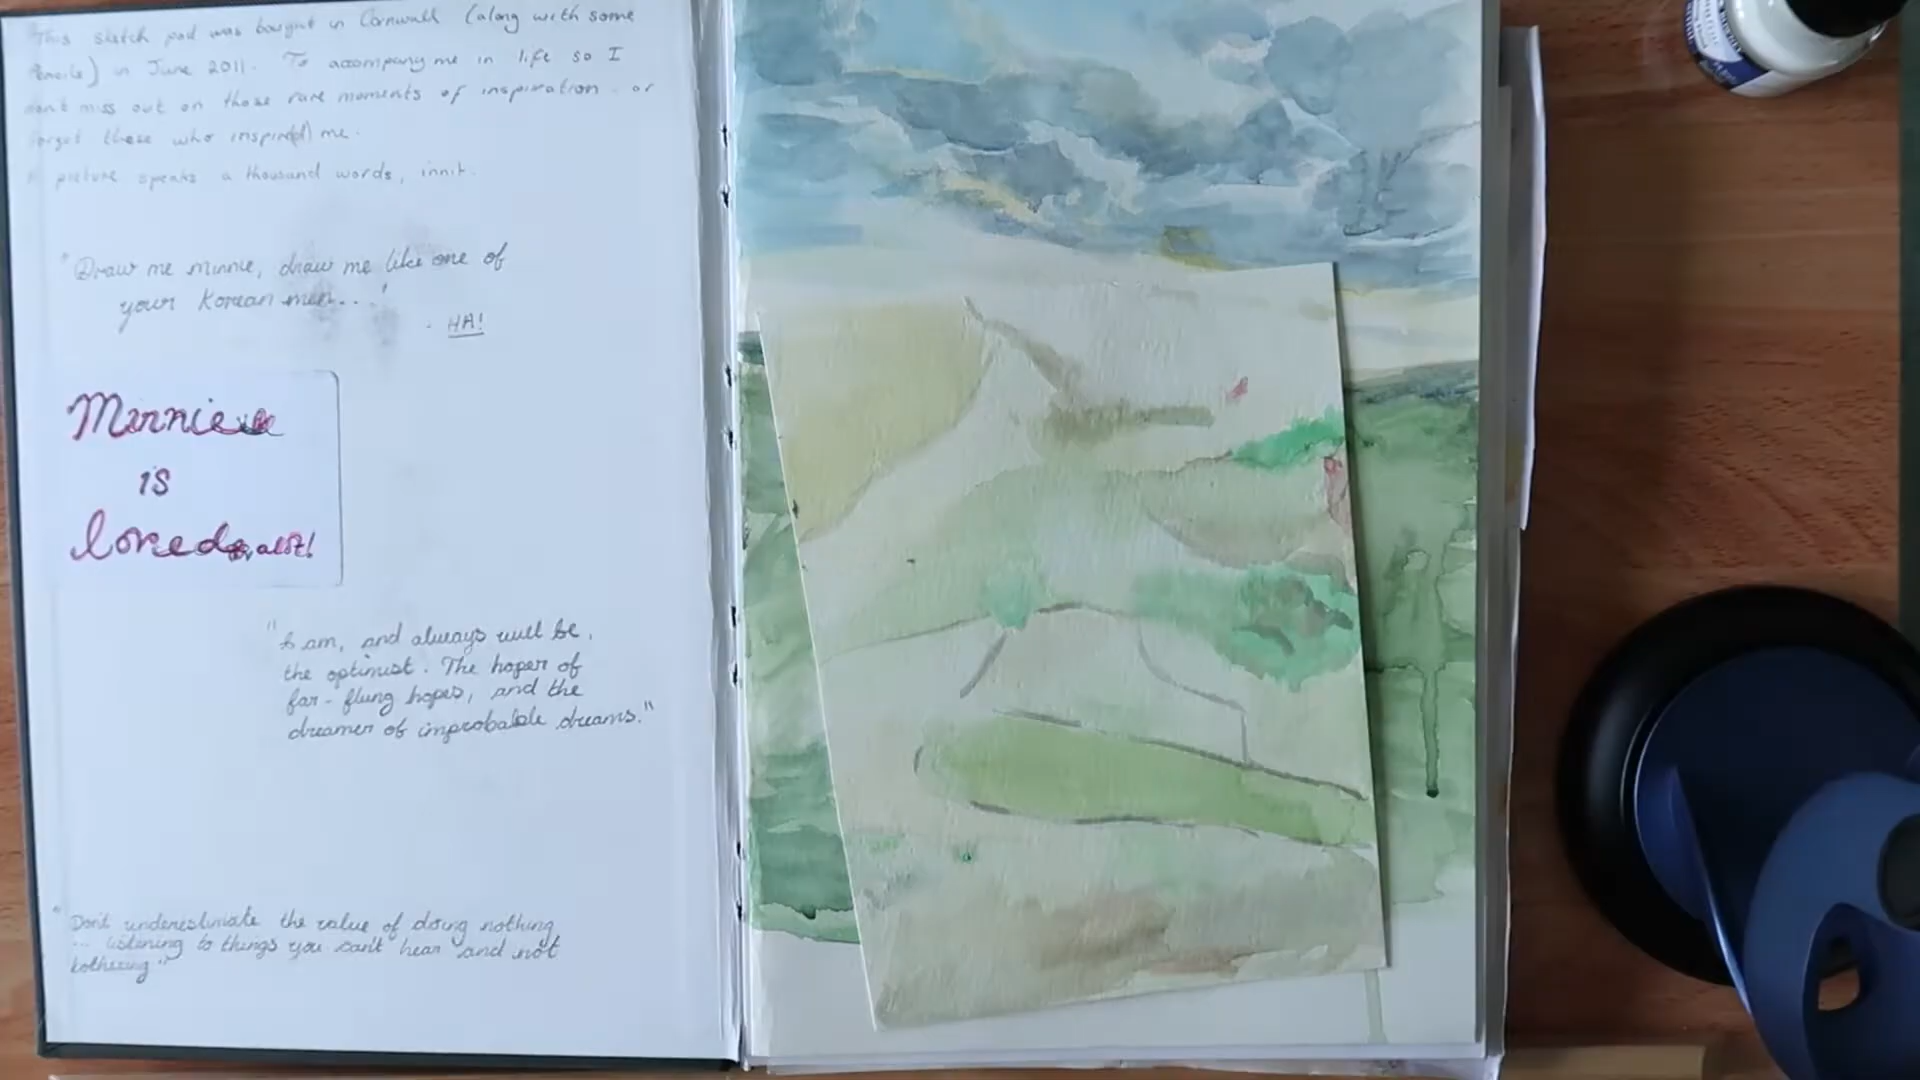 This sketch pad was bought in Cornwall (along with some
Pencils) in June 2011. To accompany me in life so I
don't miss out on those rare moments of inspiration. or
forget those who inspire(d) me.
A picture speaks a thousand words, innit.
"Draw me minnie, draw me like one of
your Korean men..."
- HA!
Minnie
is
loved, alot!
"I am, and always will be,
the optimist. The hoper of
far-flung hopes, and the
dreamer of improbable dreams."
"Don't underestimate the value of doing nothing
... listening to things you can't hear and not
bothering"